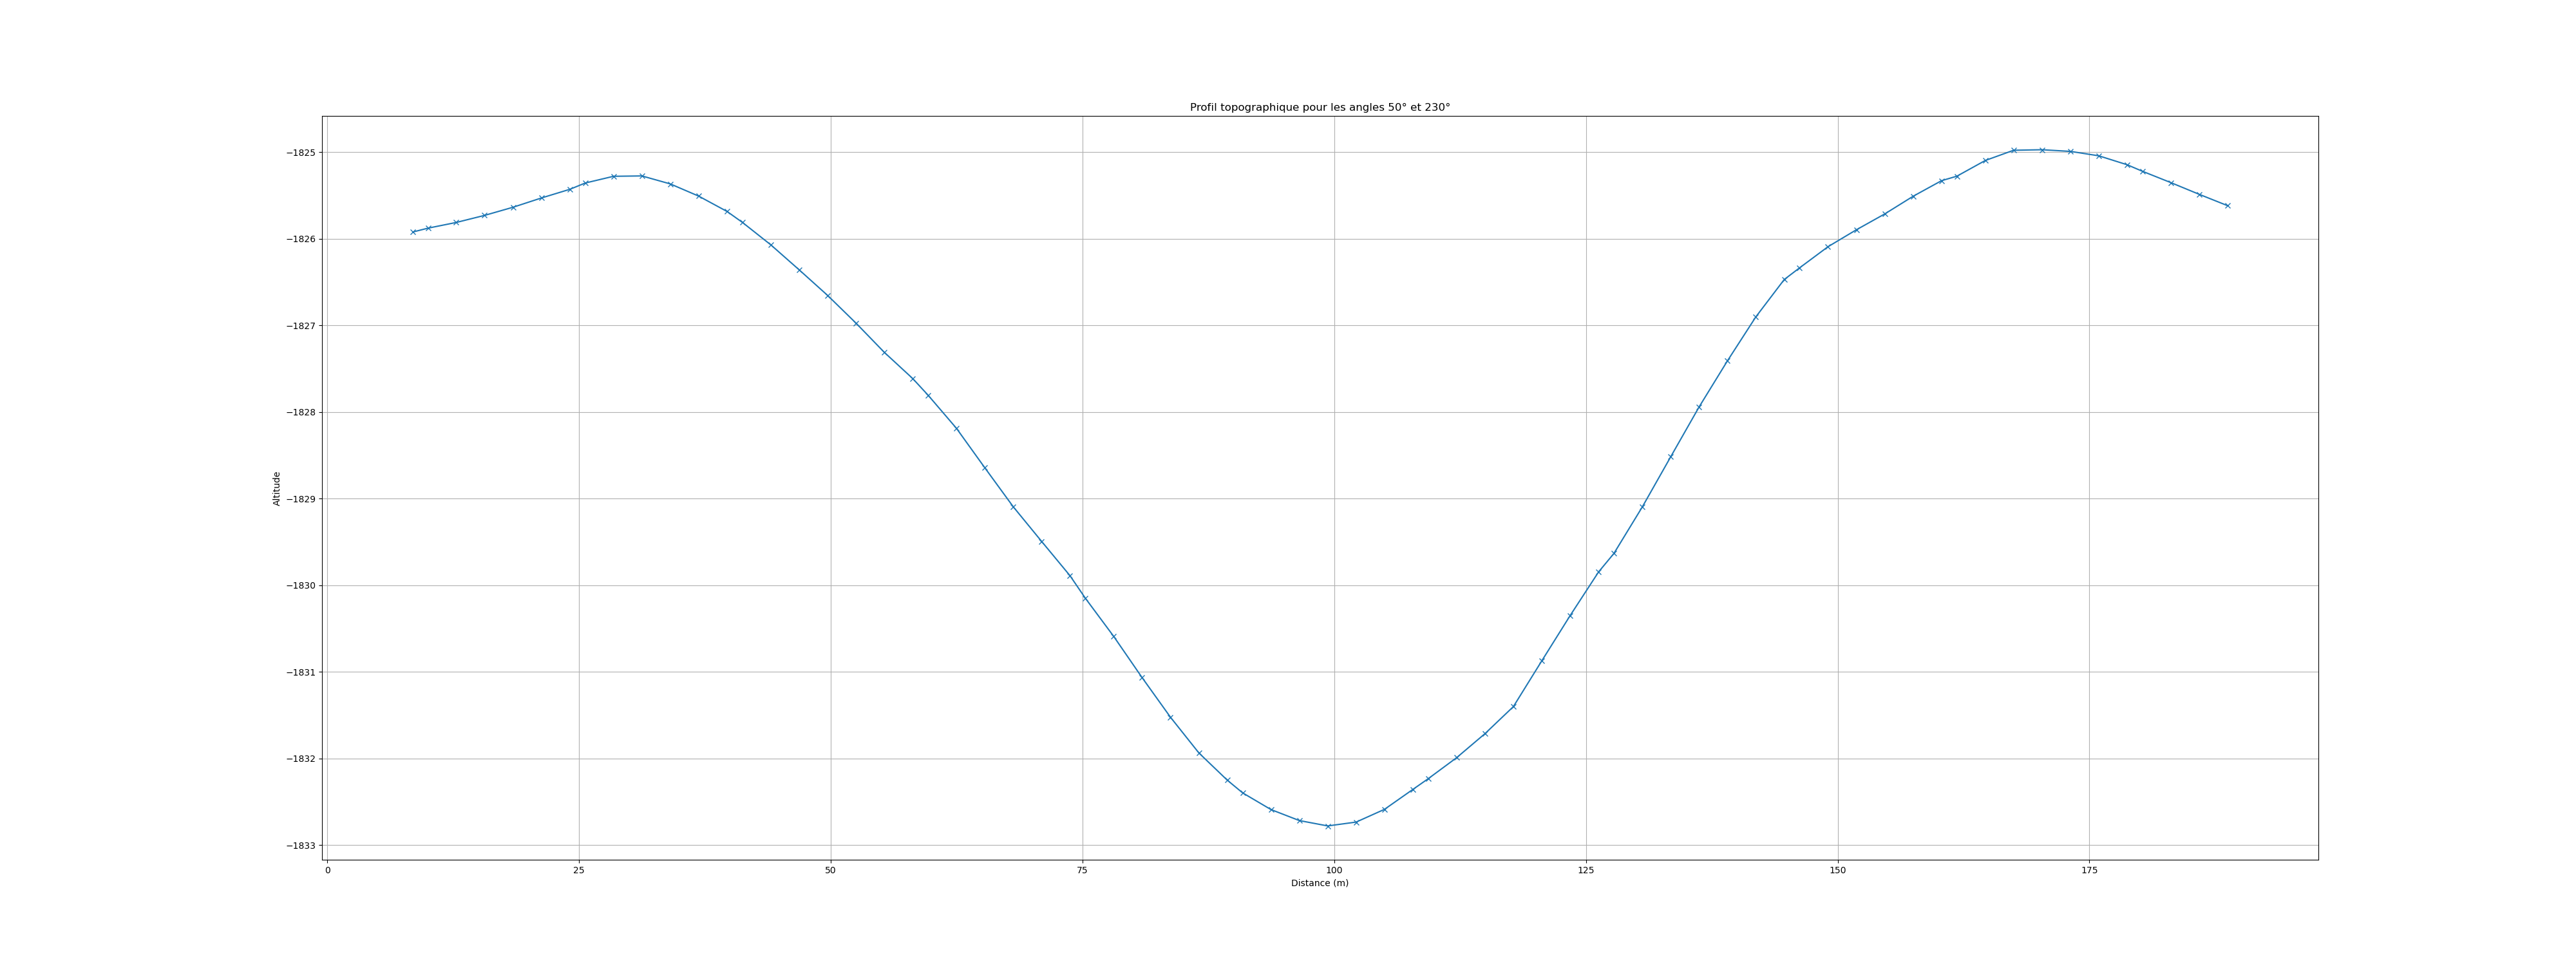 Profil topographique pour les angles 50° et 230°
Altitude
−1825
−1826
−1827
−1828
−1829
−1830
−1831
−1832
−1833
0 25 50 75 100 125 150 175
Distance (m)